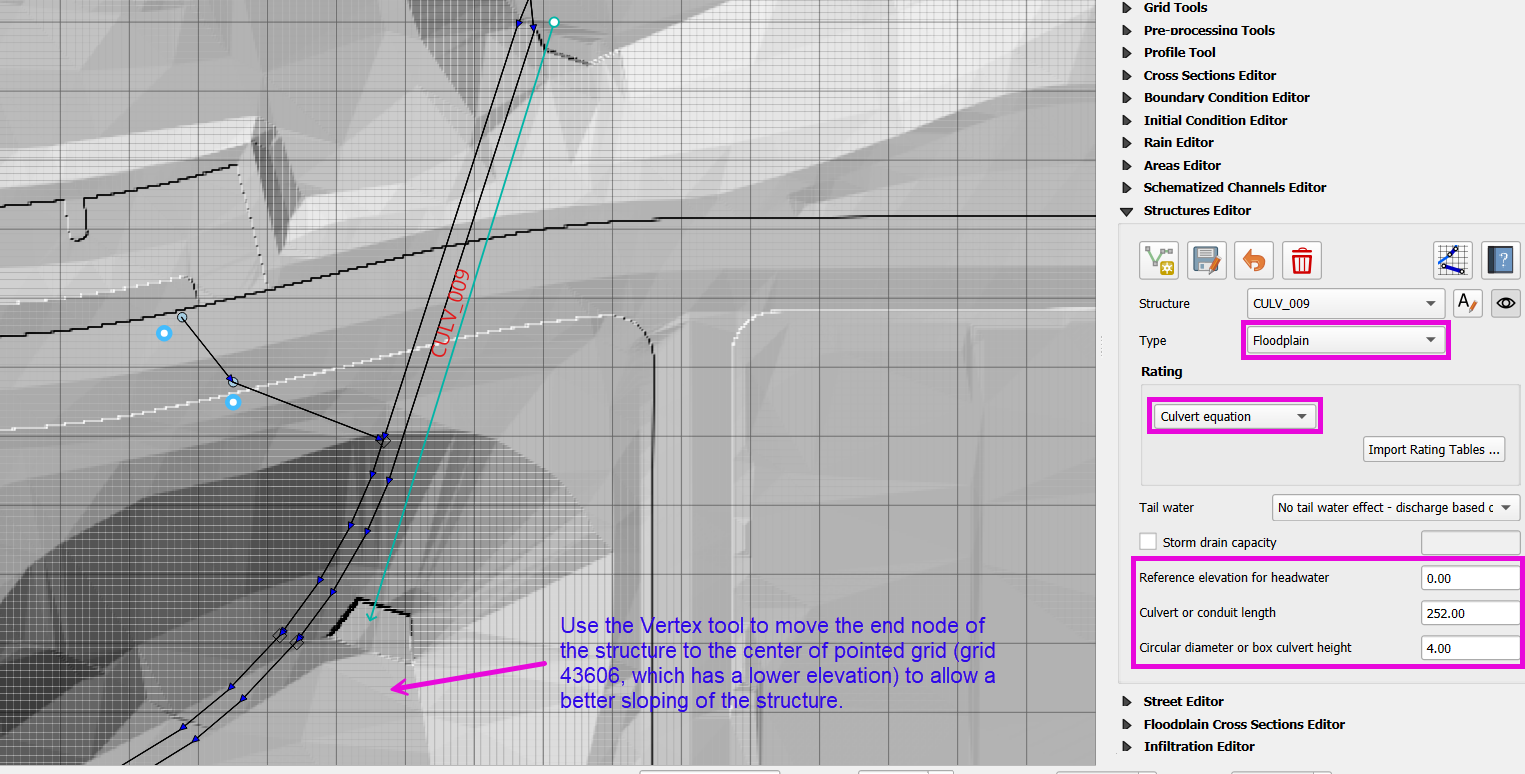 Grid Tools
Pre-processing Tools
Profile Tool
Cross Sections Editor
Boundary Condition Editor
Initial Condition Editor
Rain Editor
Areas Editor
Schematized Channels Editor
Structures Editor
?
Structure CULV_009 A
Type Floodplain
Rating
Culvert equation
Import Rating Tables ...
Tail water No tail water effect - discharge based c
Storm drain capacity
Reference elevation for headwater 0.00
Culvert or conduit length 252.00
Circular diameter or box culvert height 4.00
Street Editor
Floodplain Cross Sections Editor
Infiltration Editor
CULV_009
Use the Vertex tool to move the end node of
the structure to the center of pointed grid (grid
43606, which has a lower elevation) to allow a
better sloping of the structure.